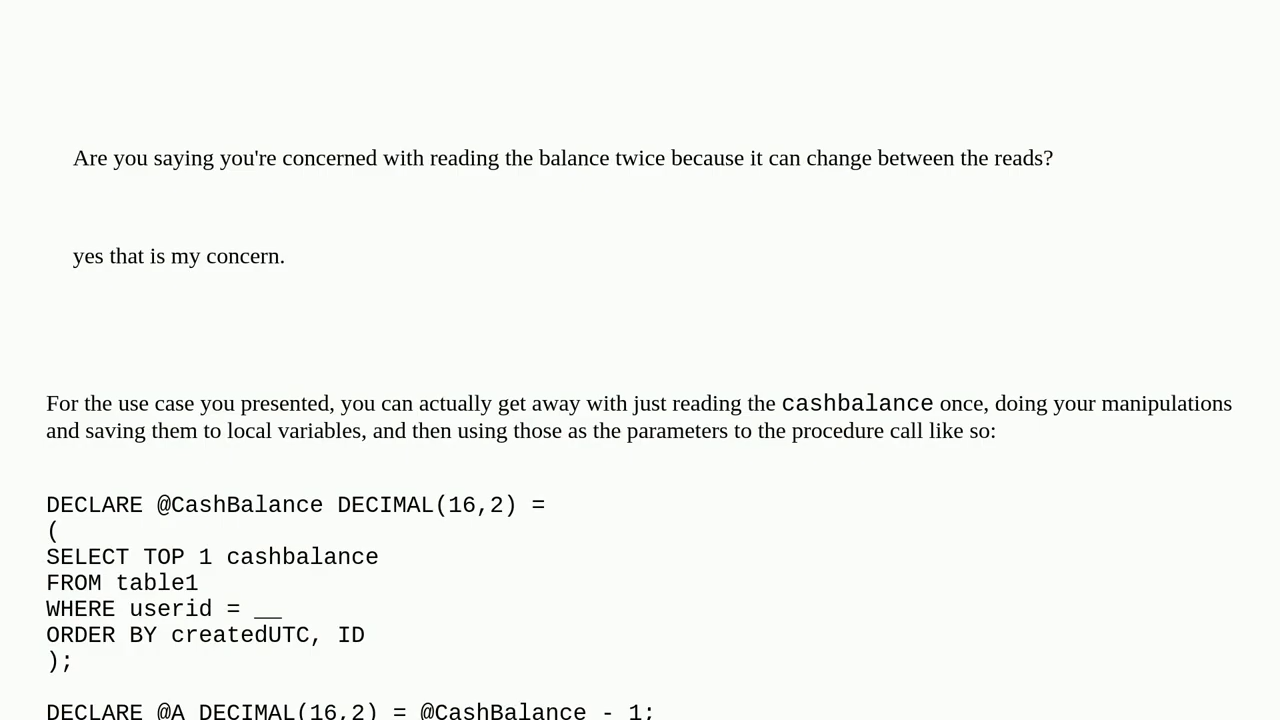 Are you saying you're concerned with reading the balance twice because it can change between the reads?
yes that is my concern.
For the use case you presented, you can actually get away with just reading the cashbalance once, doing your manipulations
and saving them to local variables, and then using those as the parameters to the procedure call like so:
DECLARE @CashBalance DECIMAL(16,2) =
(
SELECT TOP 1 cashbalance
FROM table1
WHERE userid = __
ORDER BY createdUTC, ID
);
DECLARE @A DECIMAL(16,2) = @CashBalance - 1;